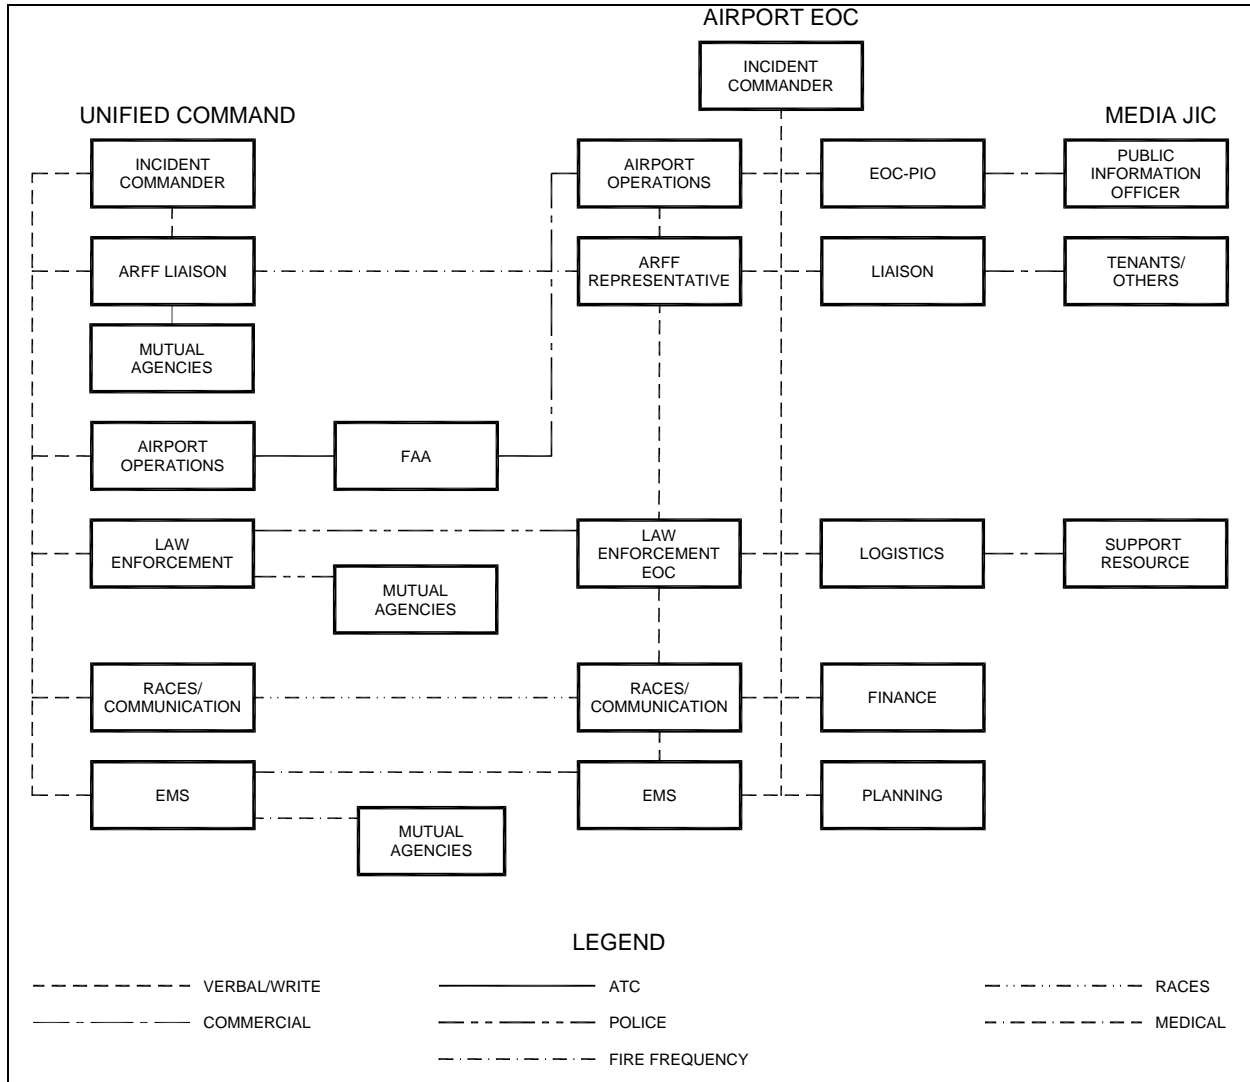 AIRPORT EOC
INCIDENT
COMMANDER
UNIFIED COMMAND
MEDIA JIC
INCIDENT
COMMANDER
AIRPORT
OPERATIONS
EOC-PIO
PUBLIC
INFORMATION
OFFICER
ARFF LIAISON
ARFF
REPRESENTATIVE
LIAISON
TENANTS/
OTHERS
MUTUAL
AGENCIES
AIRPORT
OPERATIONS
FAA
LAW
ENFORCEMENT
LAW
ENFORCEMENT
EOC
LOGISTICS
SUPPORT
RESOURCE
MUTUAL
AGENCIES
RACES/
COMMUNICATION
RACES/
COMMUNICATION
FINANCE
EMS
EMS
PLANNING
MUTUAL
AGENCIES
LEGEND
VERBAL/WRITE
ATC
RACES
COMMERCIAL
POLICE
MEDICAL
FIRE FREQUENCY